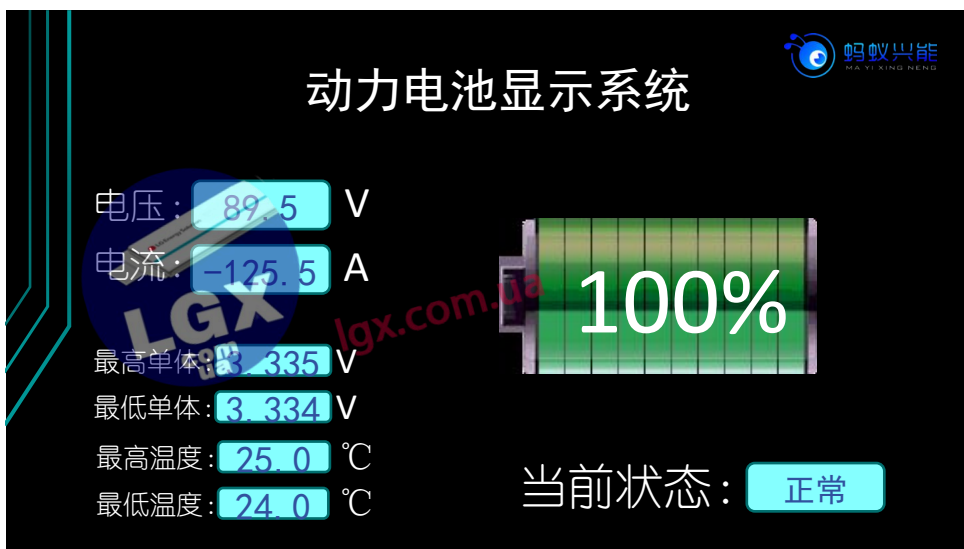 蚂蚁兴能
MA YI XING NENG
动力电池显示系统
电压: 89.5 V
电流: -125.5 A
100%
LGX
com
ua
lgx.com.ua
最高单体: 3.335 V
最低单体: 3.334 V
最高温度: 25.0 ℃
最低温度: 24.0 ℃
当前状态: 正常